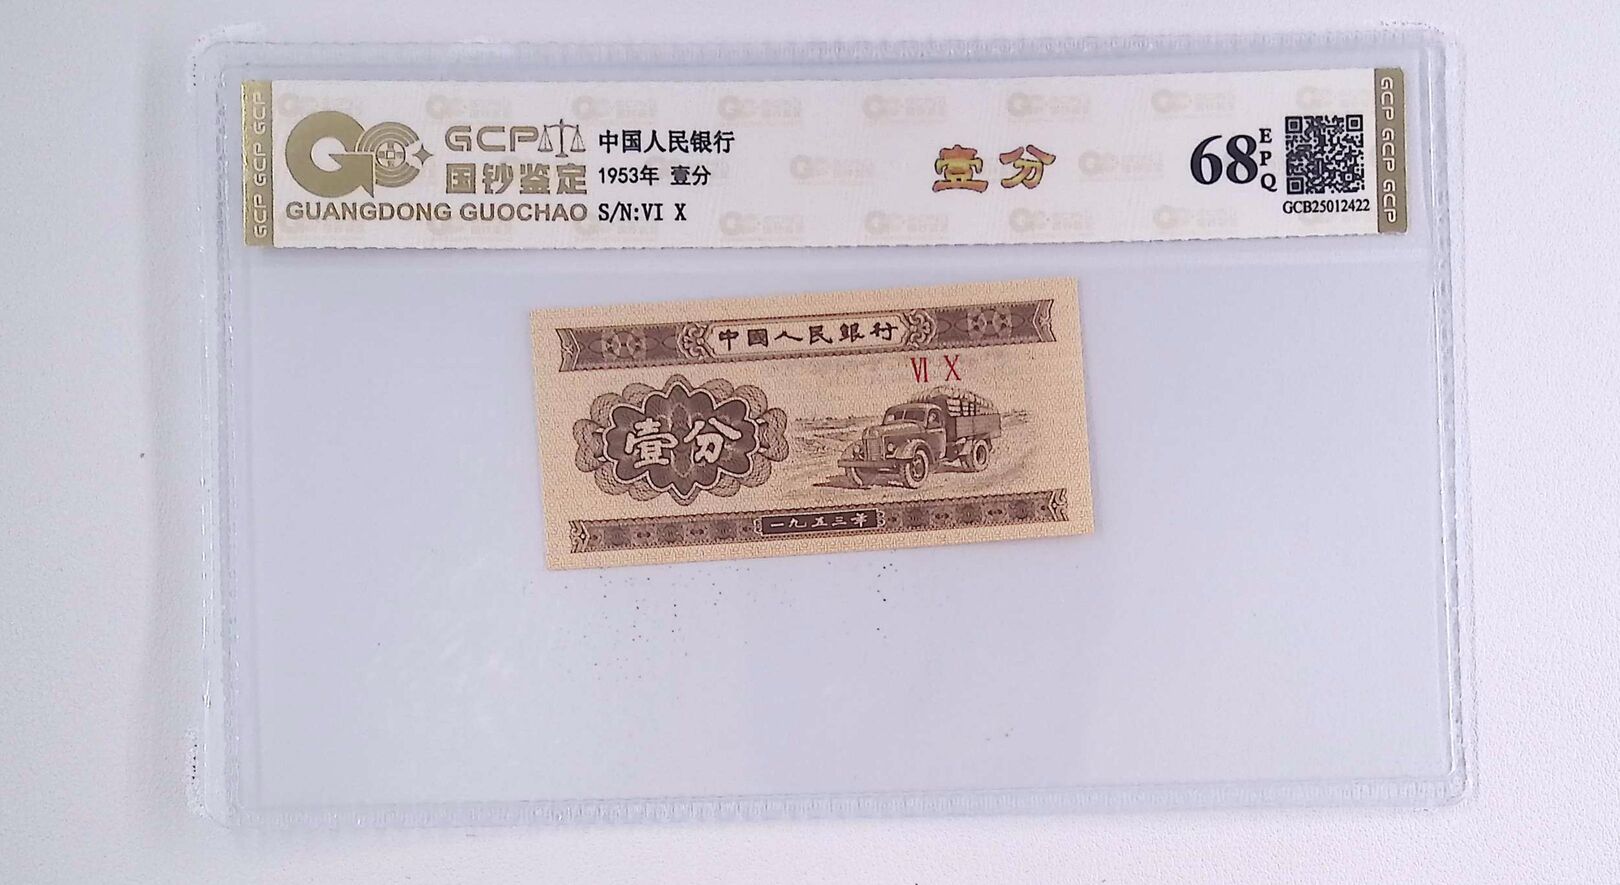 GCP GCP GCP
GCP
国钞鉴定
GUANGDONG GUOCHAO
中国人民银行
1953年 壹分
S/N:VI X
壹分
68
EPQ
GCB25012422
GCP GCP GCP
中國人民銀行
VI X
壹分
一九五三年